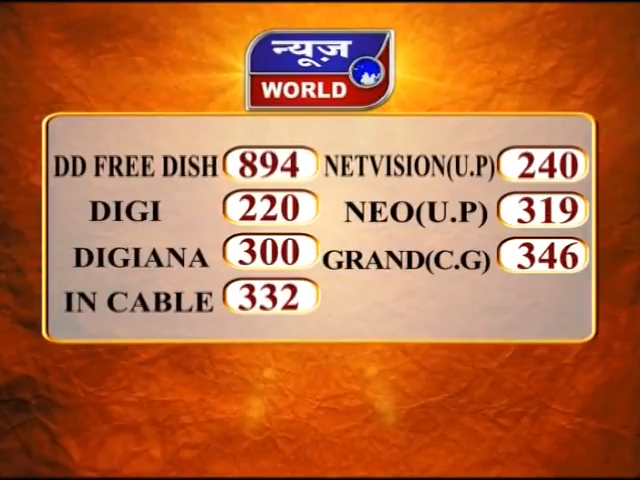 न्यूज़
WORLD
DD FREE DISH 894 NETVISION(U.P) 240
DIGI 220 NEO(U.P) 319
DIGIANA 300 GRAND(C.G) 346
IN CABLE 332